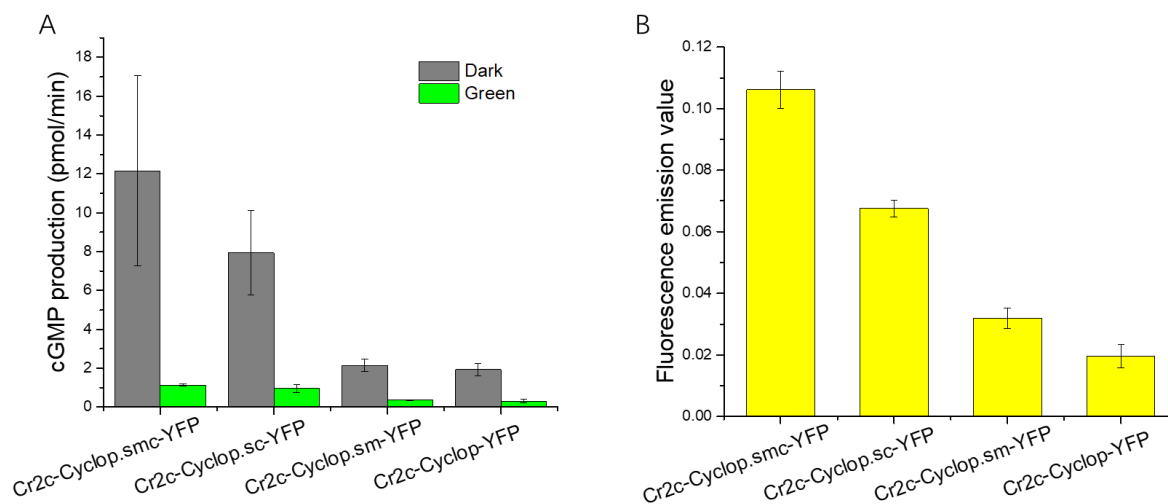 A
cGMP production (pmol/min)
18
16
14
12
10
8
6
4
2
0
Dark
Green
Cr2c-Cyclop.smc-YFP
Cr2c-Cyclop.sc-YFP
Cr2c-Cyclop.sm-YFP
Cr2c-Cyclop-YFP
B
Fluorescence emission value
0.12
0.10
0.08
0.06
0.04
0.02
0.00
Cr2c-Cyclop.smc-YFP
Cr2c-Cyclop.sc-YFP
Cr2c-Cyclop.sm-YFP
Cr2c-Cyclop-YFP